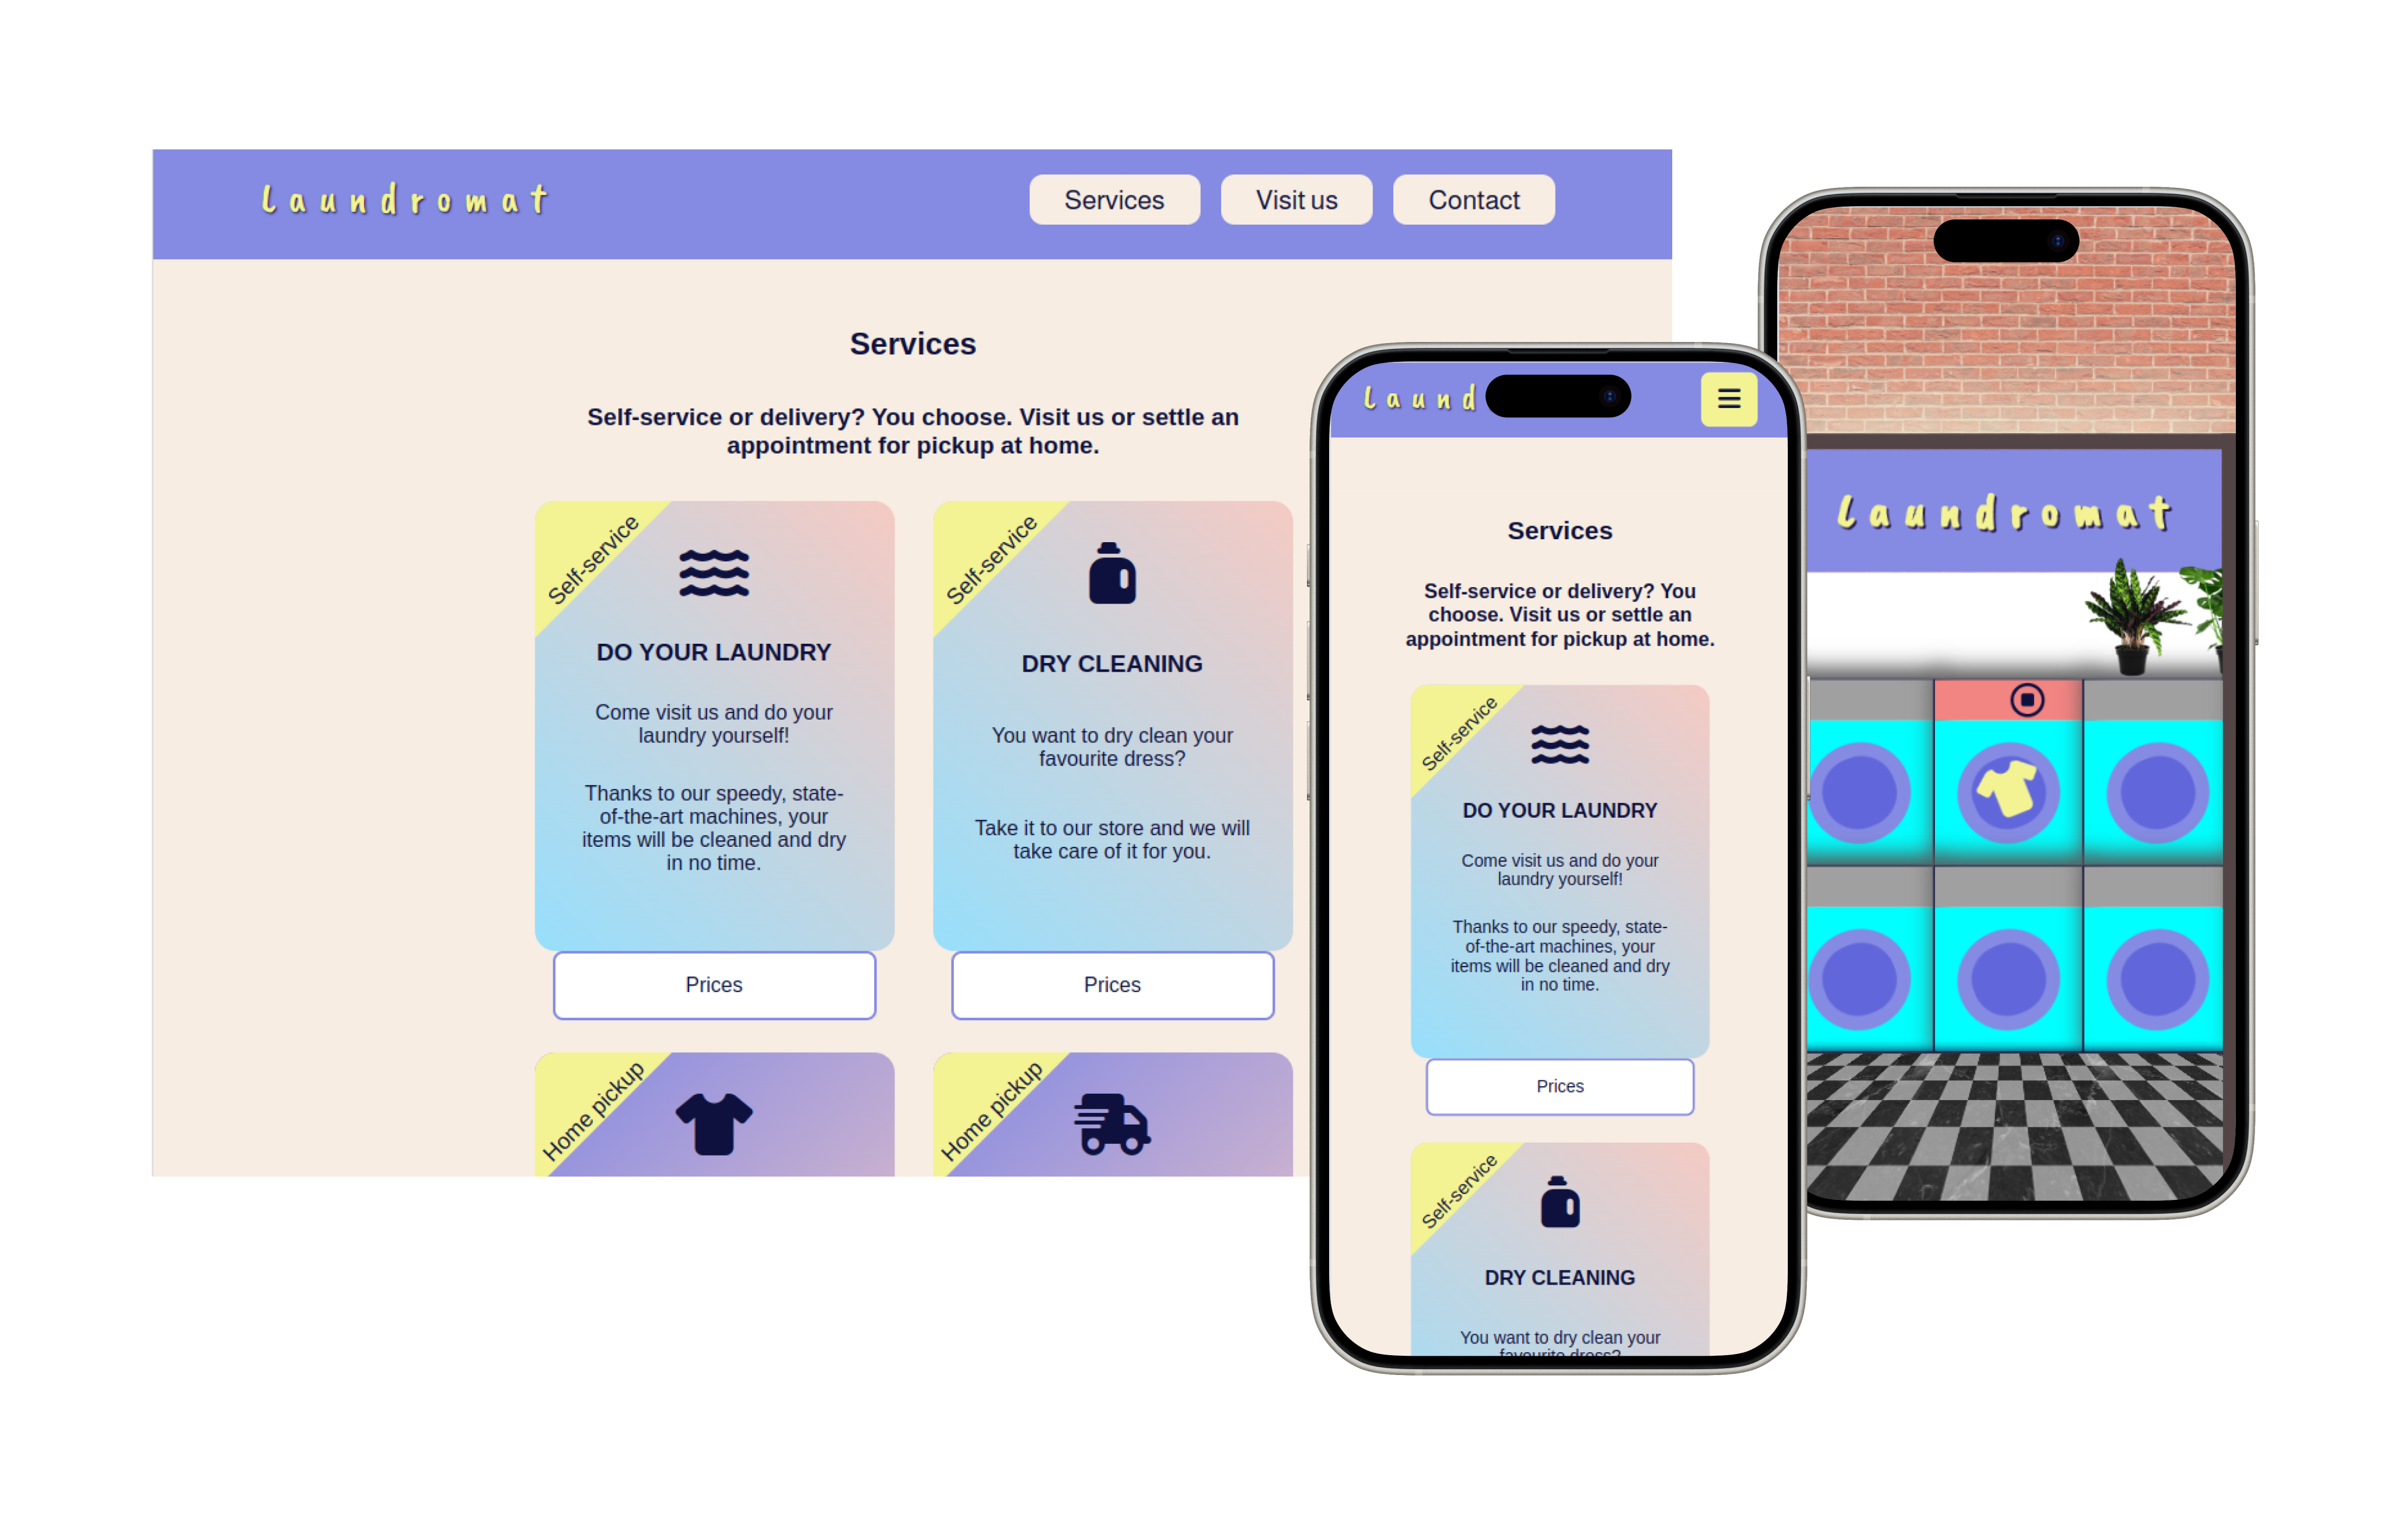 Laundromat
Services
Visit us
Contact
Services
Self-service or delivery? You choose. Visit us or settle an
appointment for pickup at home.
Self-service
DO YOUR LAUNDRY
Come visit us and do your
laundry yourself!
Thanks to our speedy, state-
of-the-art machines, your
items will be cleaned and dry
in no time.
Prices
Self-service
DRY CLEANING
You want to dry clean your
favourite dress?
Take it to our store and we will
take care of it for you.
Prices
Home pickup
Home pickup
Laund
Services
Self-service or delivery? You
choose. Visit us or settle an
appointment for pickup at home.
Self-service
DO YOUR LAUNDRY
Come visit us and do your
laundry yourself!
Thanks to our speedy, state-
of-the-art machines, your
items will be cleaned and dry
in no time.
Prices
Self-service
DRY CLEANING
You want to dry clean your
favourite dress?
Laundromat